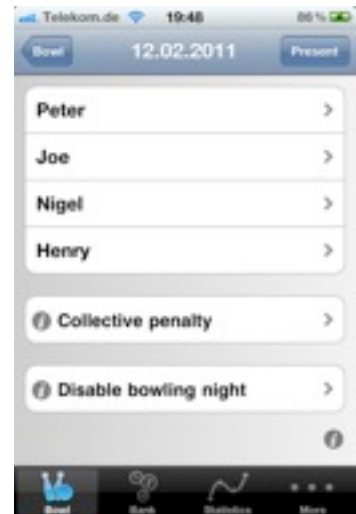 Telekom.de 19:48 86 %
Bowl 12.02.2011 Present
Peter
Joe
Nigel
Henry
Collective penalty
Disable bowling night
Bowl Bank Statistics More